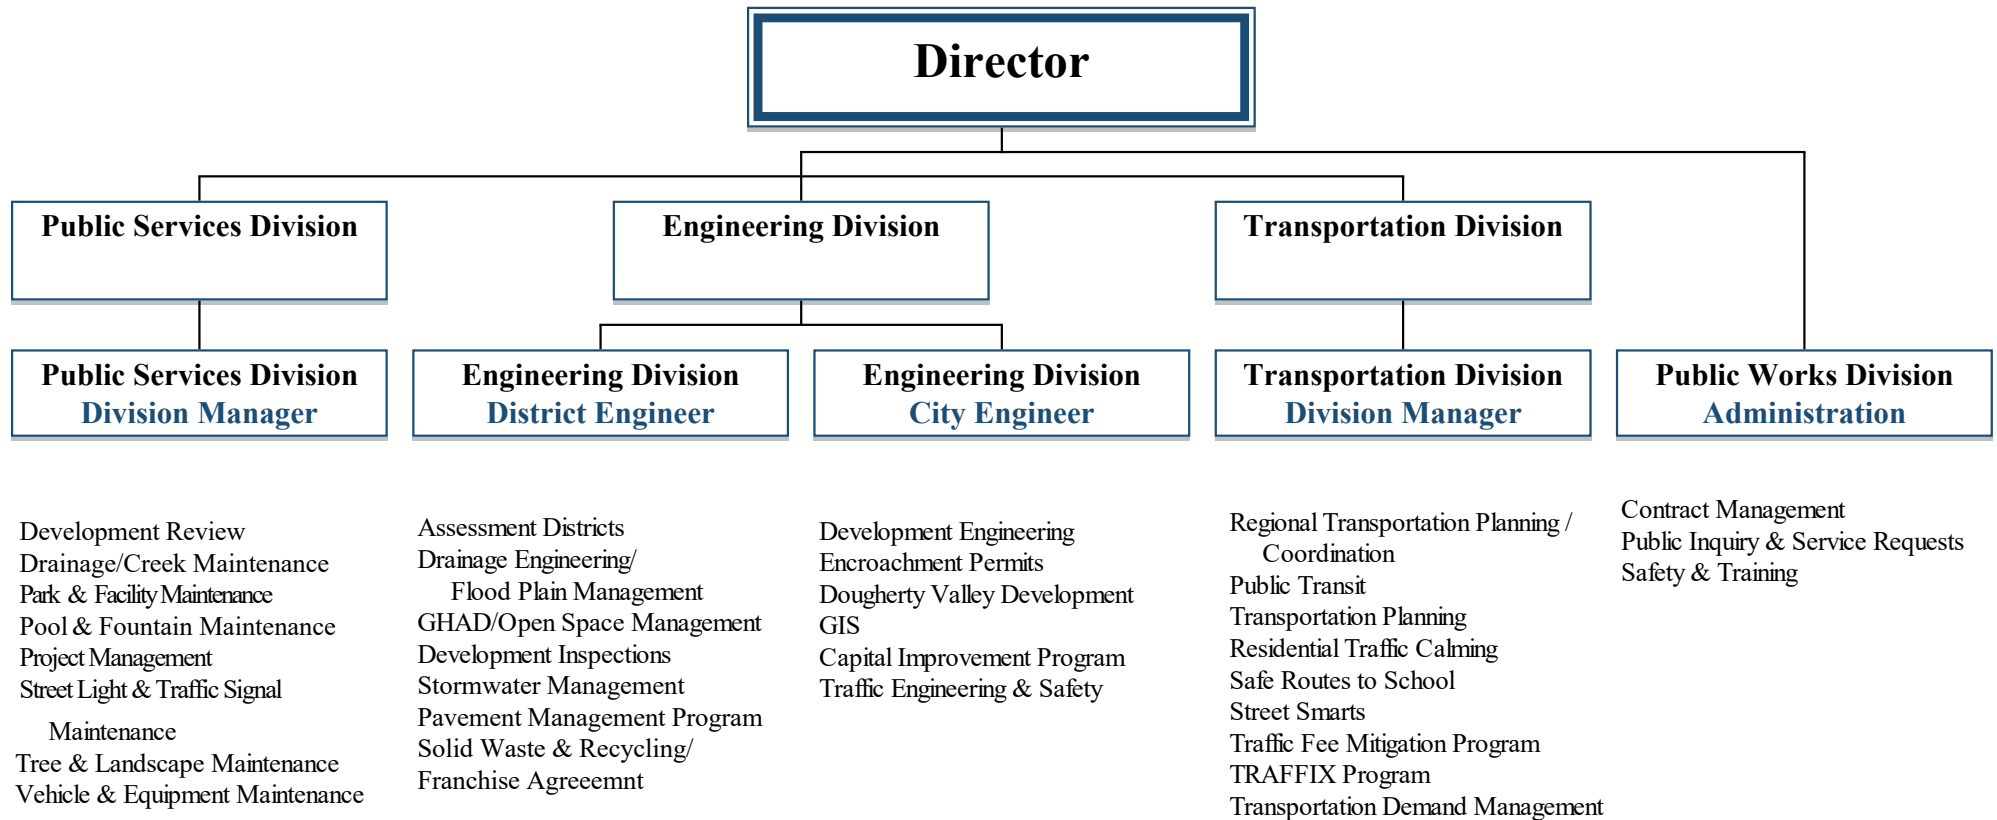 Director
Public Services Division
Engineering Division
Transportation Division
Public Services Division
Division Manager
Engineering Division
District Engineer
Engineering Division
City Engineer
Transportation Division
Division Manager
Public Works Division
Administration
Development Review
Drainage/Creek Maintenance
Park & Facility Maintenance
Pool & Fountain Maintenance
Project Management
Street Light & Traffic Signal
Maintenance
Tree & Landscape Maintenance
Vehicle & Equipment Maintenance
Assessment Districts
Drainage Engineering/
Flood Plain Management
GHAD/Open Space Management
Development Inspections
Stormwater Management
Pavement Management Program
Solid Waste & Recycling/
Franchise Agreeemnt
Development Engineering
Encroachment Permits
Dougherty Valley Development
GIS
Capital Improvement Program
Traffic Engineering & Safety
Regional Transportation Planning /
Coordination
Public Transit
Transportation Planning
Residential Traffic Calming
Safe Routes to School
Street Smarts
Traffic Fee Mitigation Program
TRAFFIX Program
Transportation Demand Management
Contract Management
Public Inquiry & Service Requests
Safety & Training